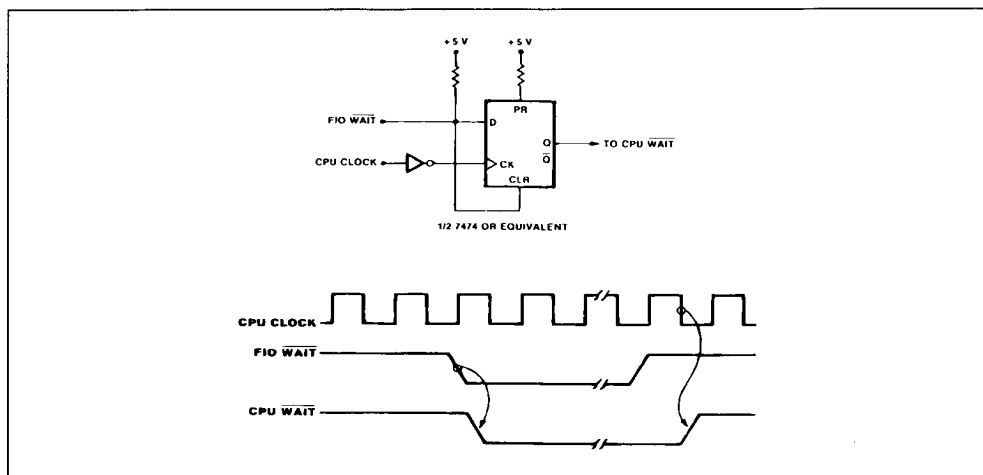 +5 V +5 V
PR
FIO WAIT D
Q TO CPU WAIT
CPU CLOCK CK Q
CLR
1/2 7474 OR EQUIVALENT
CPU CLOCK
FIO WAIT
CPU WAIT